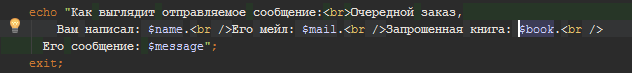 echo "Как выглядит отправляемое сообщение:<br>Очередной заказ,
Вам написал: $name.<br />Его мейл: $mail.<br />Запрошенная книга: $book.<br />
Его сообщение: $message";
exit;